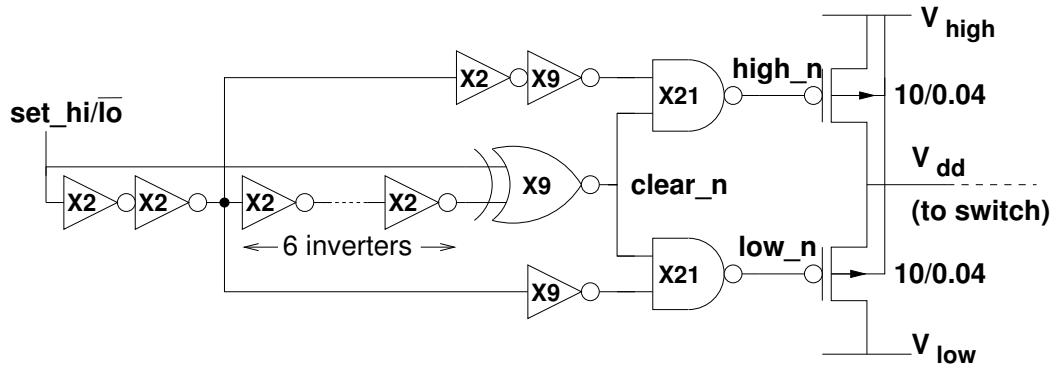 V high
X2 X9 X21 high_n 10/0.04
set_hi/lo
V dd
X9 clear_n
X2 X2 X2 X2
(to switch)
6 inverters
low_n
X9 X21 10/0.04
V low